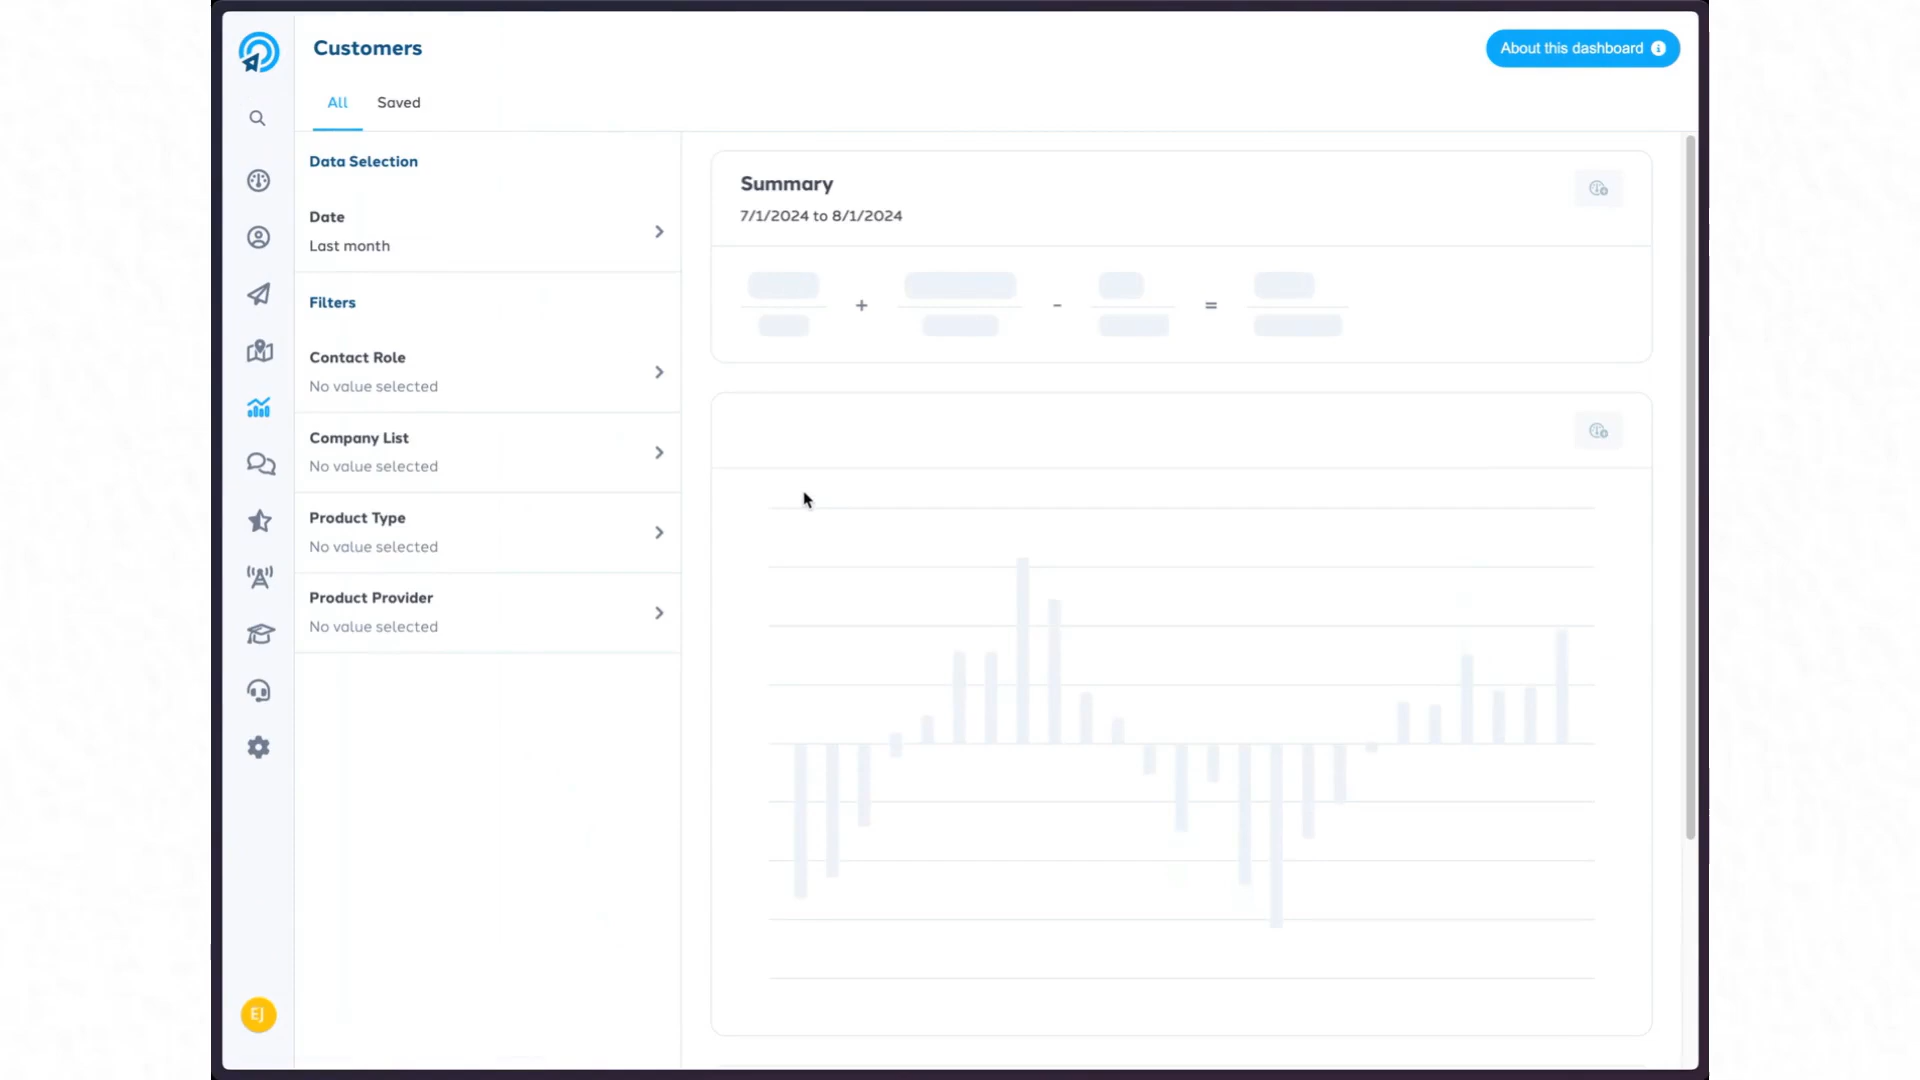 Customers
About this dashboard
All
Saved
Data Selection
Date
Last month
Filters
Contact Role
No value selected
Company List
No value selected
Product Type
No value selected
Product Provider
No value selected
Summary
7/1/2024 to 8/1/2024
+
-
=
EJ